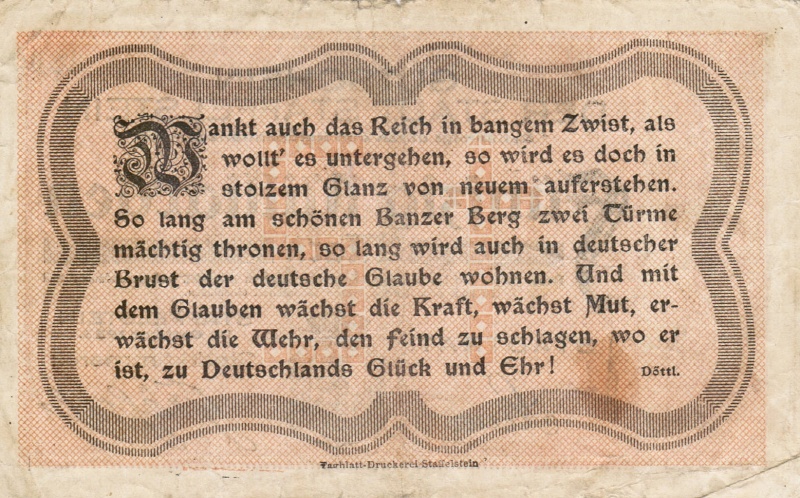 Wankt auch das Reich in bangem Zwist, als
wollt' es untergehen, so wird es doch in
stolzem Glanz von neuem auferstehen.
So lang am schönen Banzer Berg zwei Türme
mächtig thronen, so lang wird auch in deutscher
Brust der deutsche Glaube wohnen. Und mit
dem Glauben wächst die Kraft, wächst Mut, er-
wächst die Wehr, den Feind zu schlagen, wo er
ist, zu Deutschlands Glück und Ehr!
Döttl.
Farblatt-Druckerei-Staffelstein